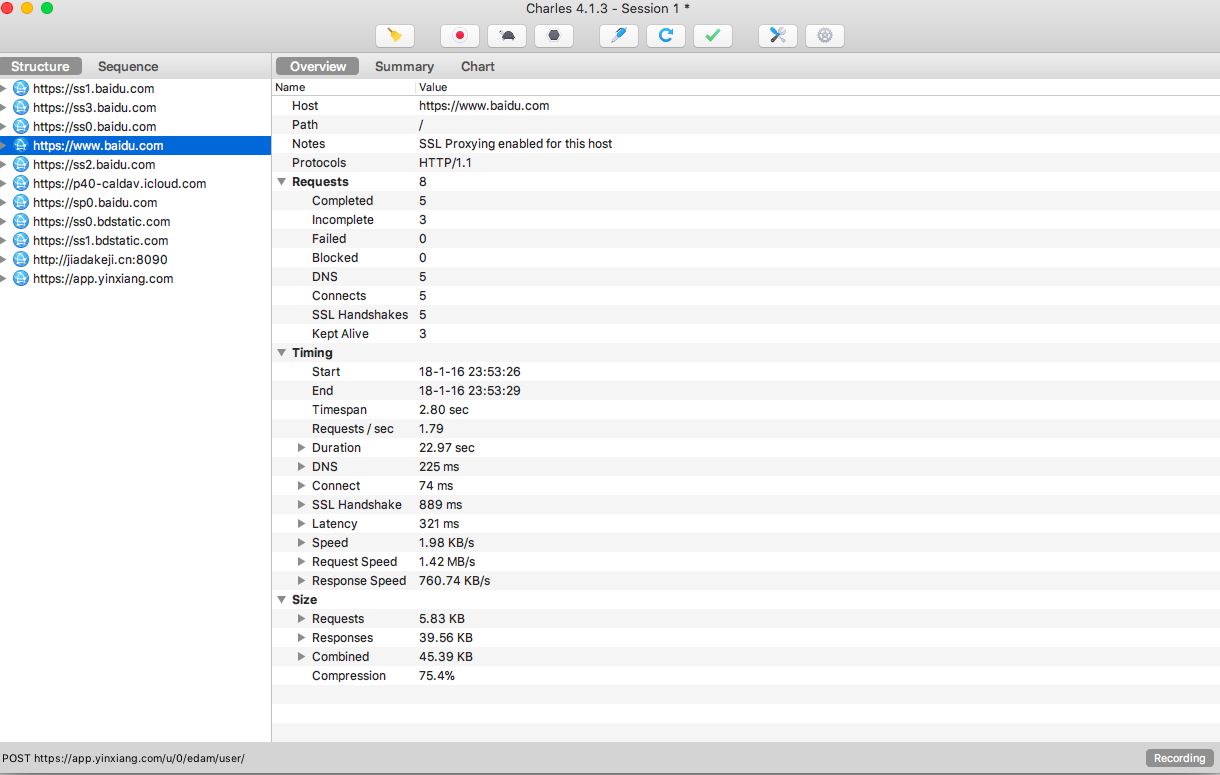 Charles 4.1.3 - Session 1 *
Structure Sequence
https://ss1.baidu.com
https://ss3.baidu.com
https://ss0.baidu.com
https://www.baidu.com
https://ss2.baidu.com
https://p40-caldav.icloud.com
https://sp0.baidu.com
https://ss0.bdstatic.com
https://ss1.bdstatic.com
http://jiadakeji.cn:8090
https://app.yinxiang.com
Overview Summary Chart
Name Value
Host https://www.baidu.com
Path /
Notes SSL Proxying enabled for this host
Protocols HTTP/1.1
Requests 8
Completed 5
Incomplete 3
Failed 0
Blocked 0
DNS 5
Connects 5
SSL Handshakes 5
Kept Alive 3
Timing
Start 18-1-16 23:53:26
End 18-1-16 23:53:29
Timespan 2.80 sec
Requests / sec 1.79
Duration 22.97 sec
DNS 225 ms
Connect 74 ms
SSL Handshake 889 ms
Latency 321 ms
Speed 1.98 KB/s
Request Speed 1.42 MB/s
Response Speed 760.74 KB/s
Size
Requests 5.83 KB
Responses 39.56 KB
Combined 45.39 KB
Compression 75.4%
POST https://app.yinxiang.com/u/0/edam/user/
Recording